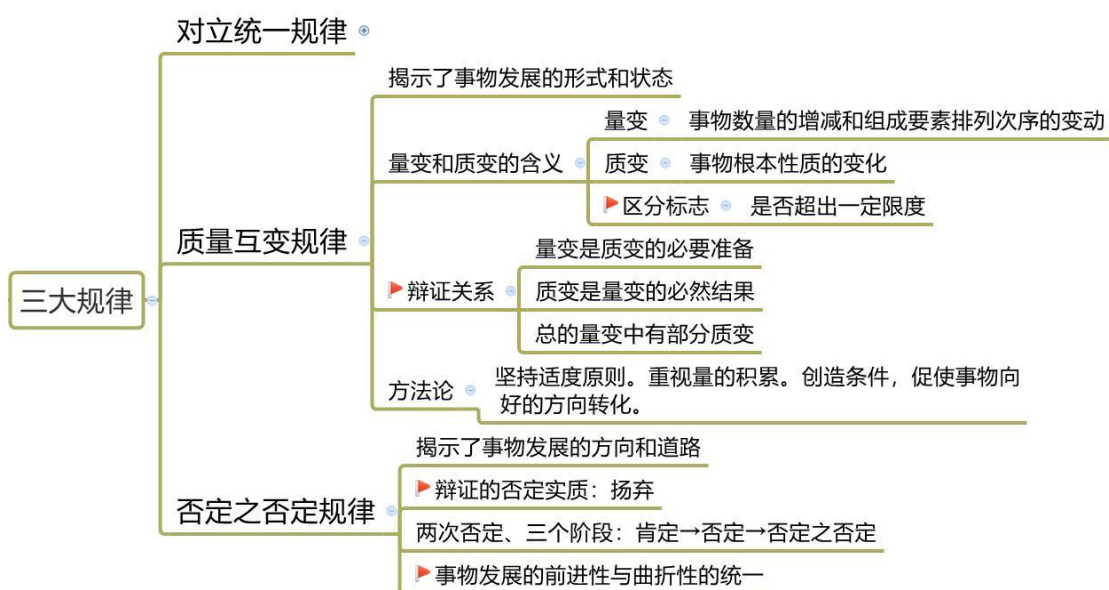 三大规律
对立统一规律
质量互变规律
揭示了事物发展的形式和状态
量变和质变的含义
量变
事物数量的增减和组成要素排列次序的变动
质变
事物根本性质的变化
区分标志
是否超出一定限度
辩证关系
量变是质变的必要准备
质变是量变的必然结果
总的量变中有部分质变
方法论
坚持适度原则。重视量的积累。创造条件，促使事物向
好的方向转化。
否定之否定规律
揭示了事物发展的方向和道路
辩证的否定实质：扬弃
两次否定、三个阶段：肯定→否定→否定之否定
事物发展的前进性与曲折性的统一